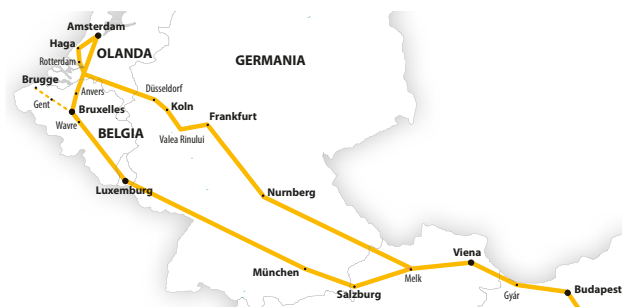 Amsterdam
Haga
OLANDA
Rotterdam
GERMANIA
Brugge
Anvers
Düsseldorf
Gent
Bruxelles
Koln
Frankfurt
Wavre
BELGIA
Valea Rinului
Luxemburg
Nurnberg
Viena
München
Melk
Salzburg
Gyár
Budapest